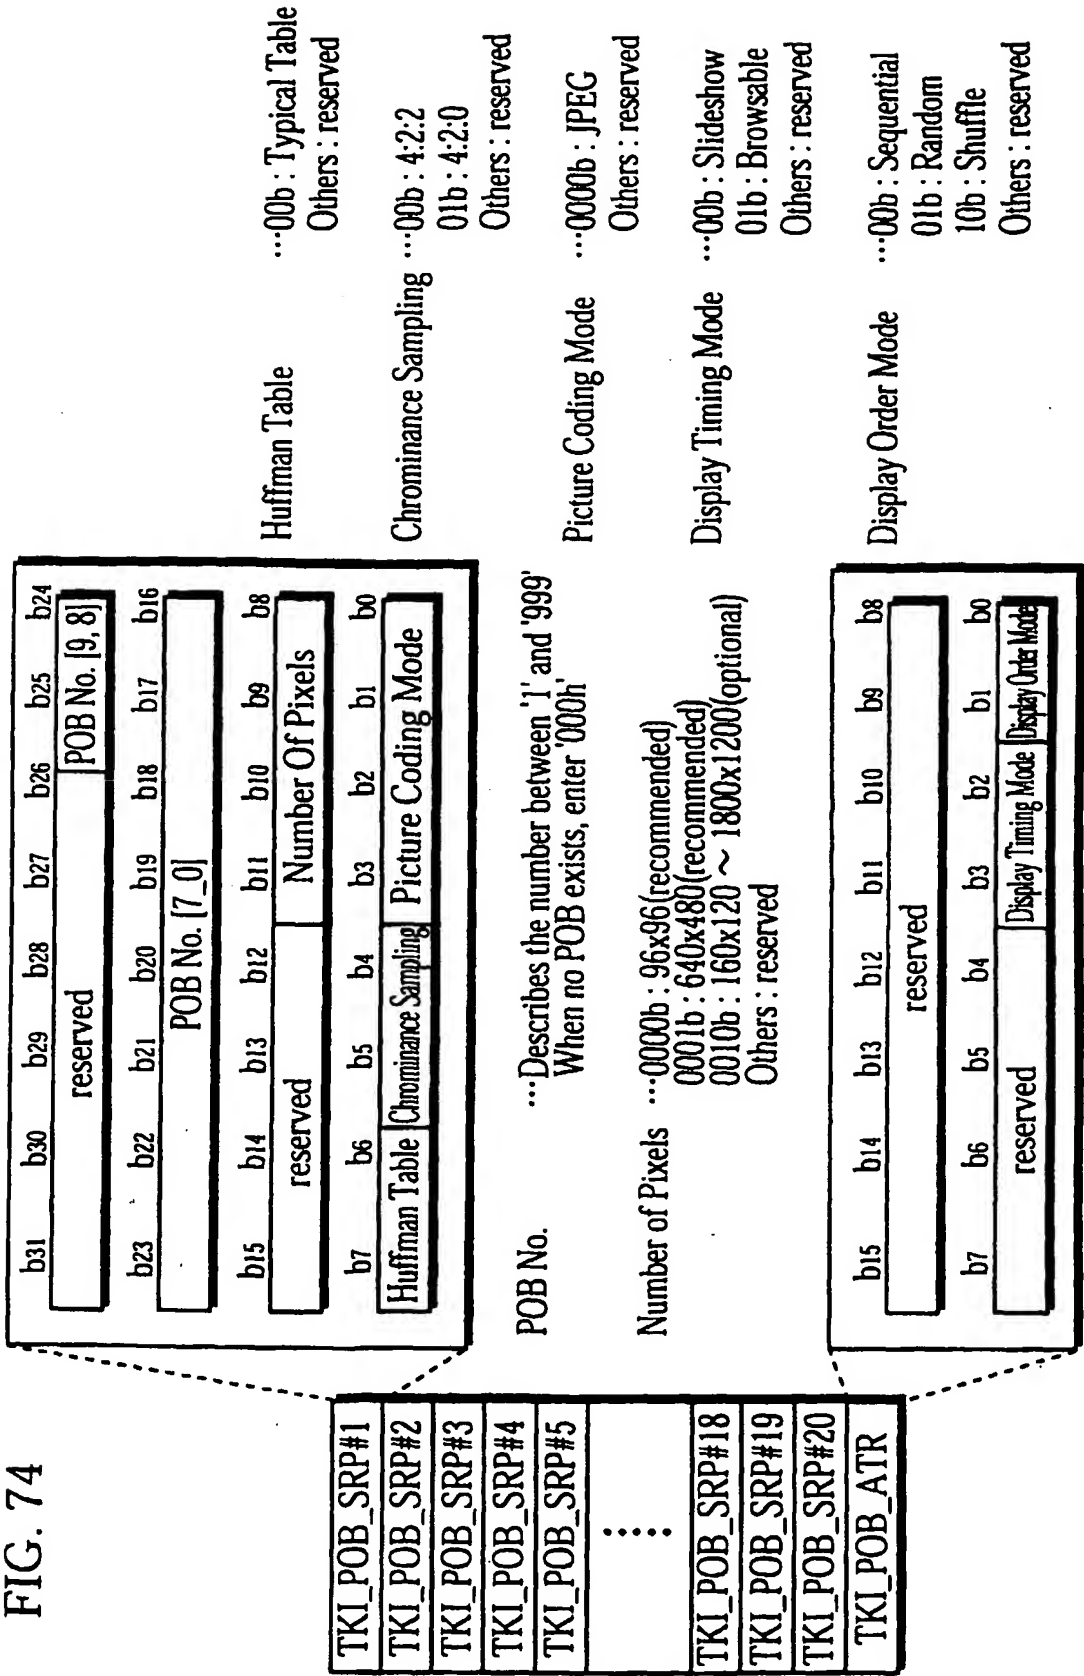 FIG. 74
TKI_POB_SRP#1
TKI_POB_SRP#2
TKI_POB_SRP#3
TKI_POB_SRP#4
TKI_POB_SRP#5
.....
TKI_POB_SRP#18
TKI_POB_SRP#19
TKI_POB_SRP#20
TKI_POB_ATR
b31 b30 b29 b28 b27 b26 b25 b24
reserved POB No. [9, 8]
b23 b22 b21 b20 b19 b18 b17 b16
POB No. [7_0]
b15 b14 b13 b12 b11 b10 b9 b8
reserved Number Of Pixels
b7 b6 b5 b4 b3 b2 b1 b0
Huffman Table Chrominance Sampling Picture Coding Mode
POB No. ···Describes the number between '1' and '999'
When no POB exists, enter '000h'
Number of Pixels ···0000b : 96x96(recommended)
0001b : 640x480(recommended)
0010b : 160x120 ~ 1800x1200(optional)
Others : reserved
b15 b14 b13 b12 b11 b10 b9 b8
reserved
b7 b6 b5 b4 b3 b2 b1 b0
reserved Display Timing Mode Display Order Mode
Huffman Table ···00b : Typical Table
Others : reserved
Chrominance Sampling ···00b : 4:2:2
01b : 4:2:0
Others : reserved
Picture Coding Mode ···0000b : JPEG
Others : reserved
Display Timing Mode ···00b : Slideshow
01b : Browsable
Others : reserved
Display Order Mode ···00b : Sequential
01b : Random
10b : Shuffle
Others : reserved